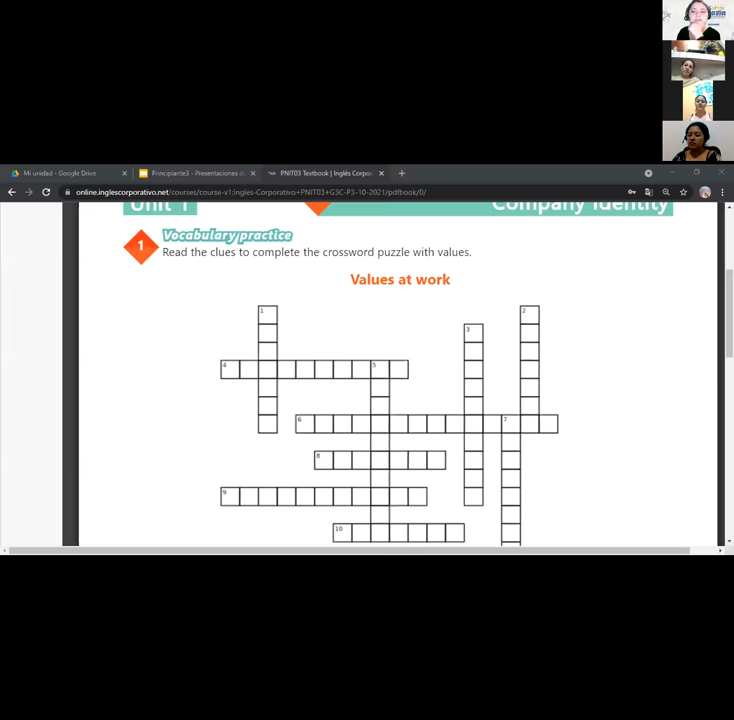 Mi unidad - Google Drive
Principiante3 - Presentaciones d
PNIT03 Textbook | Inglés Corpo
online.inglescorporativo.net/courses/course-v1:Ingles-Corporativo+PNIT03+G3C-P3-10-2021/pdfbook/0/
Unit 1
Company Identity
1
Vocabulary practice
Read the clues to complete the crossword puzzle with values.
Values at work
1
2
3
4
5
6
7
8
9
10